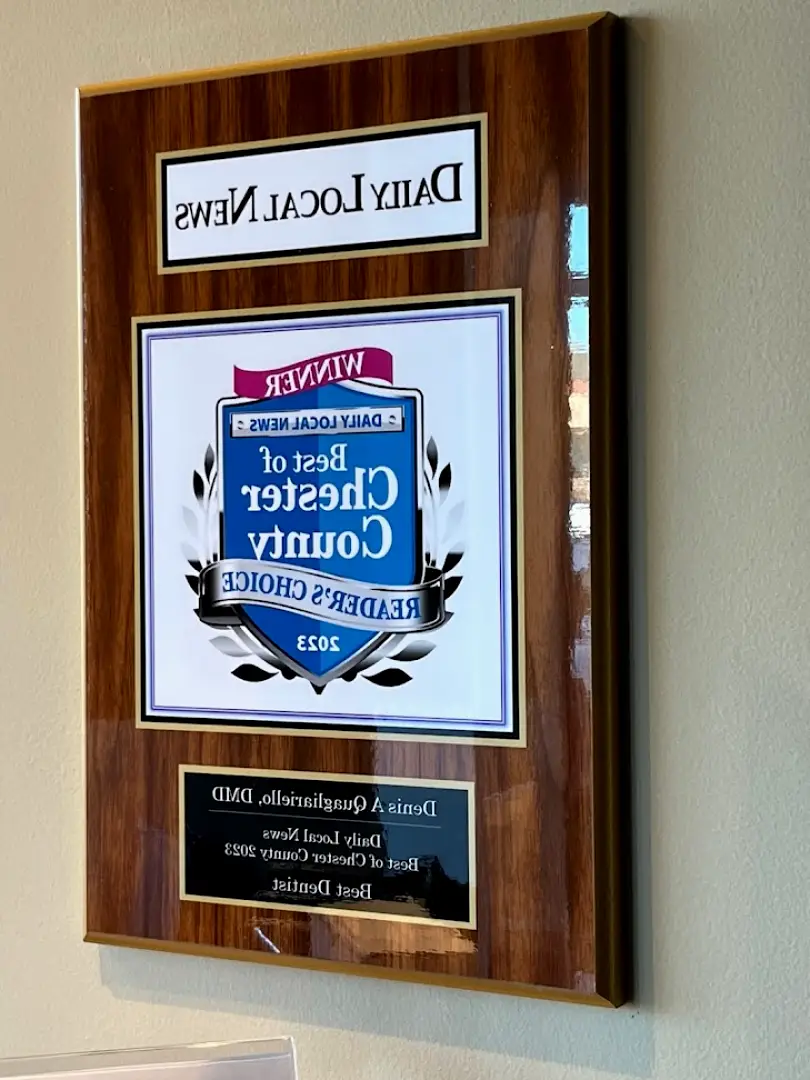 DAILY LOCAL NEWS
WINNER
DAILY LOCAL NEWS
Best of
Chester
County
READER'S CHOICE
2023
Denis A Quagliariello, DMD
Daily Local News
Best of Chester County 2023
Best Dentist